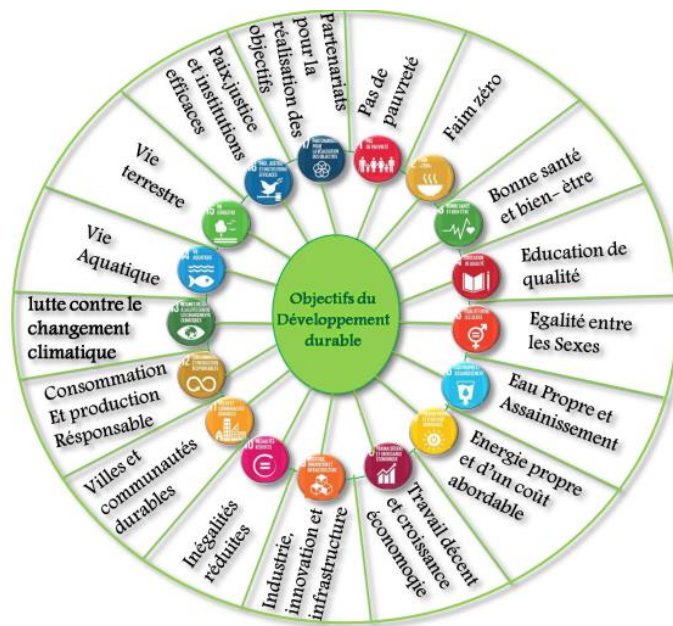 Objectifs du
Développement
durable
Pas de
pauvreté
Faim zéro
Bonne santé
et bien- ètre
Education de
qualité
Egalité entre
les Sexes
Eau Propre et
Assainissement
Energie propre
et d'un coût
abordable
Travail décent
et croissance
économoqie
Industrie,
innovation et
infrastructure
Inégalités
réduites
Villes et
communautés
durables
Consommation
Et production
Résponsable
lutte contre le
changement
climatique
Vie
Aquatique
Vie
terrestre
Paix,justice
et institutions
efficaces
Partenariats
pour la
réalisation des
objectifs